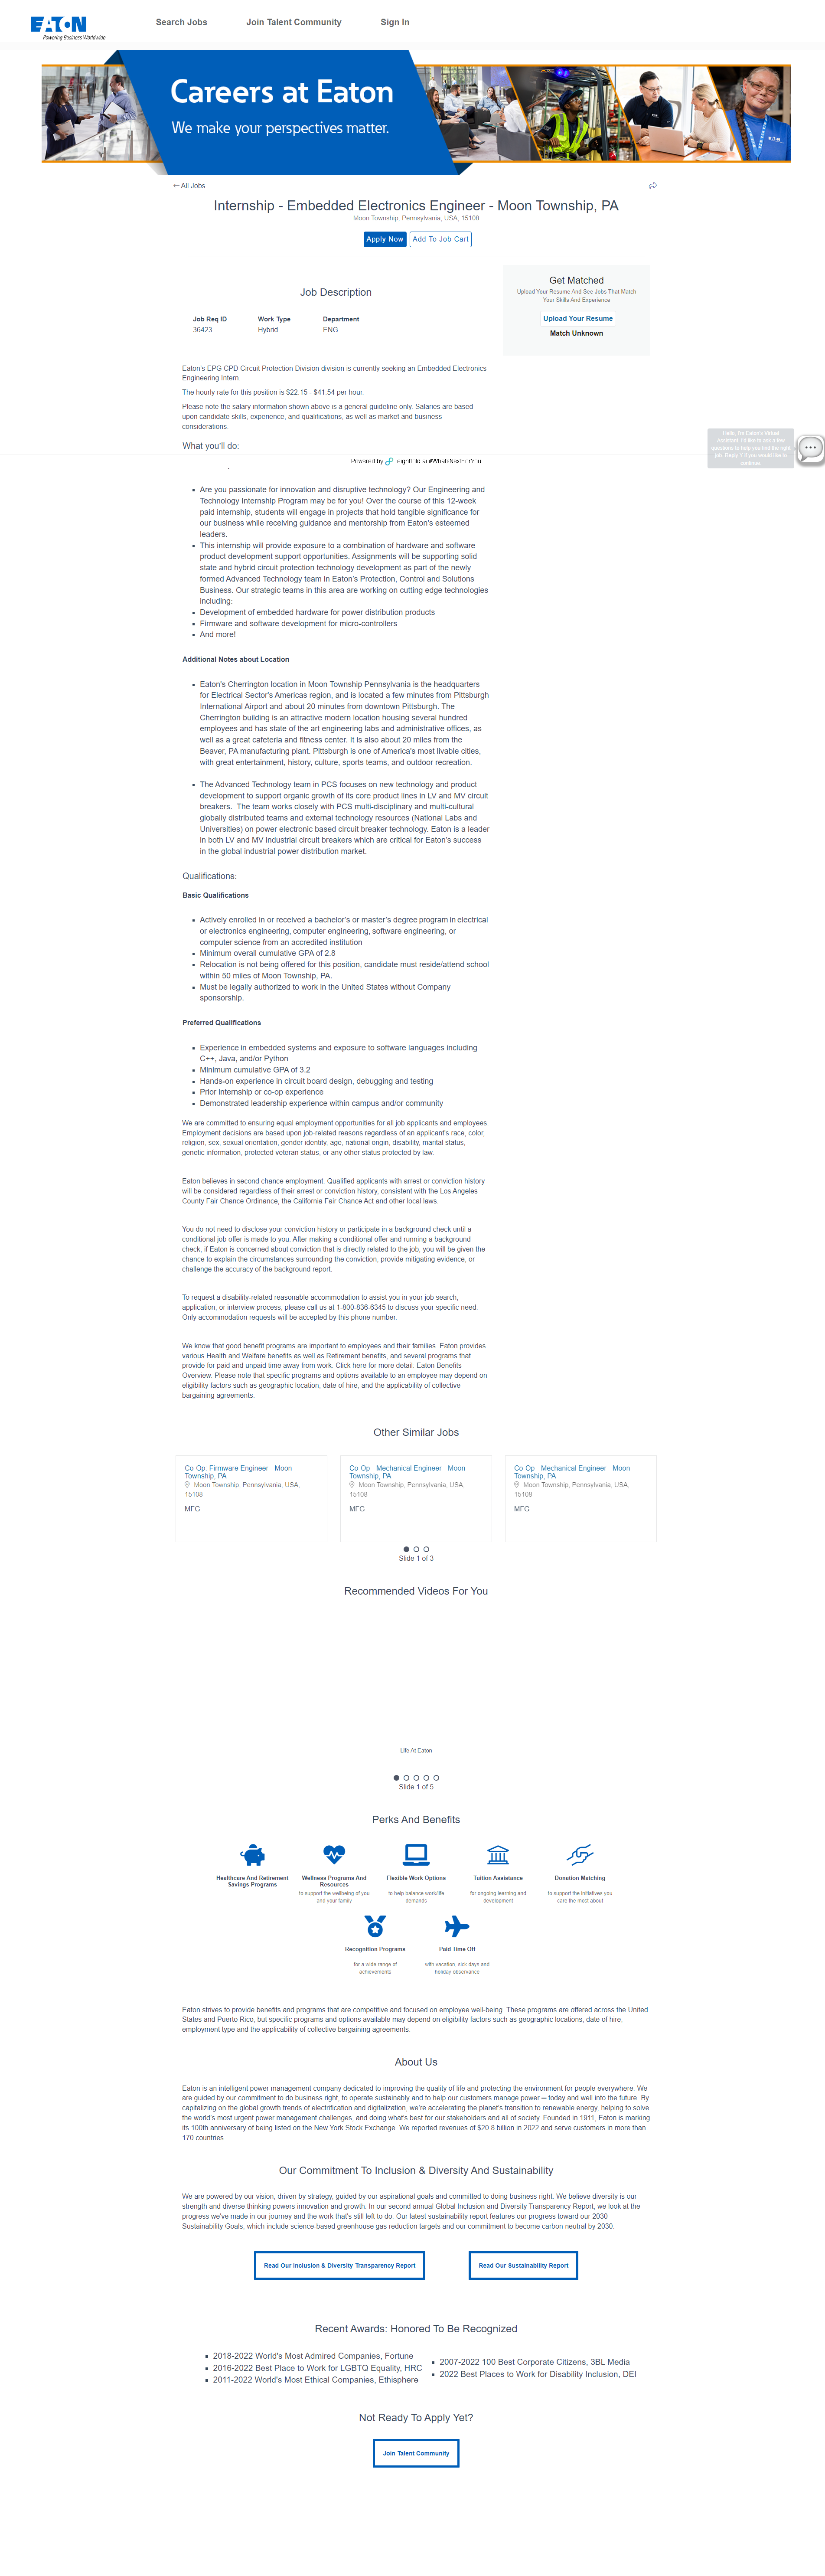 EATON
Powering Business Worldwide
Search Jobs
Join Talent Community
Sign In
Careers at Eaton
We make your perspectives matter.
← All Jobs
Internship - Embedded Electronics Engineer - Moon Township, PA
Moon Township, Pennsylvania, USA, 15108
Apply Now
Add To Job Cart
Job Description
Job Req ID
Work Type
Department
36423
Hybrid
ENG
Get Matched
Upload Your Resume And See Jobs That Match
Your Skills And Experience
Upload Your Resume
Match Unknown
Eaton's EPG CPD Circuit Protection Division division is currently seeking an Embedded Electronics
Engineering Intern.
The hourly rate for this position is $22.15 - $41.54 per hour.
Please note the salary information shown above is a general guideline only. Salaries are based
upon candidate skills, experience, and qualifications, as well as market and business
considerations.
What you'll do:
Hello, I'm Eaton's Virtual
Assistant. I'd like to ask a few
questions to help you find the right
job. Reply Y if you would like to
continue.
Powered by eightfold.ai #WhatsNextForYou
• Are you passionate for innovation and disruptive technology? Our Engineering and
Technology Internship Program may be for you! Over the course of this 12-week
paid internship, students will engage in projects that hold tangible significance for
our business while receiving guidance and mentorship from Eaton's esteemed
leaders.
• This internship will provide exposure to a combination of hardware and software
product development support opportunities. Assignments will be supporting solid
state and hybrid circuit protection technology development as part of the newly
formed Advanced Technology team in Eaton's Protection, Control and Solutions
Business. Our strategic teams in this area are working on cutting edge technologies
including:
• Development of embedded hardware for power distribution products
• Firmware and software development for micro-controllers
• And more!
Additional Notes about Location
• Eaton's Cherrington location in Moon Township Pennsylvania is the headquarters
for Electrical Sector's Americas region, and is located a few minutes from Pittsburgh
International Airport and about 20 minutes from downtown Pittsburgh. The
Cherrington building is an attractive modern location housing several hundred
employees and has state of the art engineering labs and administrative offices, as
well as a great cafeteria and fitness center. It is also about 20 miles from the
Beaver, PA manufacturing plant. Pittsburgh is one of America's most livable cities,
with great entertainment, history, culture, sports teams, and outdoor recreation.
• The Advanced Technology team in PCS focuses on new technology and product
development to support organic growth of its core product lines in LV and MV circuit
breakers. The team works closely with PCS multi-disciplinary and multi-cultural
globally distributed teams and external technology resources (National Labs and
Universities) on power electronic based circuit breaker technology. Eaton is a leader
in both LV and MV industrial circuit breakers which are critical for Eaton's success
in the global industrial power distribution market.
Qualifications:
Basic Qualifications
• Actively enrolled in or received a bachelor's or master's degree program in electrical
or electronics engineering, computer engineering, software engineering, or
computer science from an accredited institution
• Minimum overall cumulative GPA of 2.8
• Relocation is not being offered for this position, candidate must reside/attend school
within 50 miles of Moon Township, PA.
• Must be legally authorized to work in the United States without Company
sponsorship.
Preferred Qualifications
• Experience in embedded systems and exposure to software languages including
C++, Java, and/or Python
• Minimum cumulative GPA of 3.2
• Hands-on experience in circuit board design, debugging and testing
• Prior internship or co-op experience
• Demonstrated leadership experience within campus and/or community
We are committed to ensuring equal employment opportunities for all job applicants and employees.
Employment decisions are based upon job-related reasons regardless of an applicant's race, color,
religion, sex, sexual orientation, gender identity, age, national origin, disability, marital status,
genetic information, protected veteran status, or any other status protected by law.
Eaton believes in second chance employment. Qualified applicants with arrest or conviction history
will be considered regardless of their arrest or conviction history, consistent with the Los Angeles
County Fair Chance Ordinance, the California Fair Chance Act and other local laws.
You do not need to disclose your conviction history or participate in a background check until a
conditional job offer is made to you. After making a conditional offer and running a background
check, if Eaton is concerned about conviction that is directly related to the job, you will be given the
chance to explain the circumstances surrounding the conviction, provide mitigating evidence, or
challenge the accuracy of the background report.
To request a disability-related reasonable accommodation to assist you in your job search,
application, or interview process, please call us at 1-800-836-6345 to discuss your specific need.
Only accommodation requests will be accepted by this phone number.
We know that good benefit programs are important to employees and their families. Eaton provides
various Health and Welfare benefits as well as Retirement benefits, and several programs that
provide for paid and unpaid time away from work. Click here for more detail: Eaton Benefits
Overview. Please note that specific programs and options available to an employee may depend on
eligibility factors such as geographic location, date of hire, and the applicability of collective
bargaining agreements.
Other Similar Jobs
Co-Op: Firmware Engineer - Moon
Township, PA
Moon Township, Pennsylvania, USA,
15108
MFG
Co-Op - Mechanical Engineer - Moon
Township, PA
Moon Township, Pennsylvania, USA,
15108
MFG
Co-Op - Mechanical Engineer - Moon
Township, PA
Moon Township, Pennsylvania, USA,
15108
MFG
Slide 1 of 3
Recommended Videos For You
Life At Eaton
Slide 1 of 5
Perks And Benefits
Healthcare And Retirement
Savings Programs
Wellness Programs And
Resources
to support the wellbeing of you
and your family
Flexible Work Options
to help balance work/life
demands
Tuition Assistance
for ongoing learning and
development
Donation Matching
to support the initiatives you
care the most about
Recognition Programs
for a wide range of
achievements
Paid Time Off
with vacation, sick days and
holiday observance
Eaton strives to provide benefits and programs that are competitive and focused on employee well-being. These programs are offered across the United
States and Puerto Rico, but specific programs and options available may depend on eligibility factors such as geographic locations, date of hire,
employment type and the applicability of collective bargaining agreements.
About Us
Eaton is an intelligent power management company dedicated to improving the quality of life and protecting the environment for people everywhere. We
are guided by our commitment to do business right, to operate sustainably and to help our customers manage power ─ today and well into the future. By
capitalizing on the global growth trends of electrification and digitalization, we're accelerating the planet's transition to renewable energy, helping to solve
the world's most urgent power management challenges, and doing what's best for our stakeholders and all of society. Founded in 1911, Eaton is marking
its 100th anniversary of being listed on the New York Stock Exchange. We reported revenues of $20.8 billion in 2022 and serve customers in more than
170 countries.
Our Commitment To Inclusion & Diversity And Sustainability
We are powered by our vision, driven by strategy, guided by our aspirational goals and committed to doing business right. We believe diversity is our
strength and diverse thinking powers innovation and growth. In our second annual Global Inclusion and Diversity Transparency Report, we look at the
progress we've made in our journey and the work that's still left to do. Our latest sustainability report features our progress toward our 2030
Sustainability Goals, which include science-based greenhouse gas reduction targets and our commitment to become carbon neutral by 2030.
Read Our Inclusion & Diversity Transparency Report
Read Our Sustainability Report
Recent Awards: Honored To Be Recognized
▪ 2018-2022 World's Most Admired Companies, Fortune
▪ 2016-2022 Best Place to Work for LGBTQ Equality, HRC
▪ 2011-2022 World's Most Ethical Companies, Ethisphere
▪ 2007-2022 100 Best Corporate Citizens, 3BL Media
▪ 2022 Best Places to Work for Disability Inclusion, DEI
Not Ready To Apply Yet?
Join Talent Community